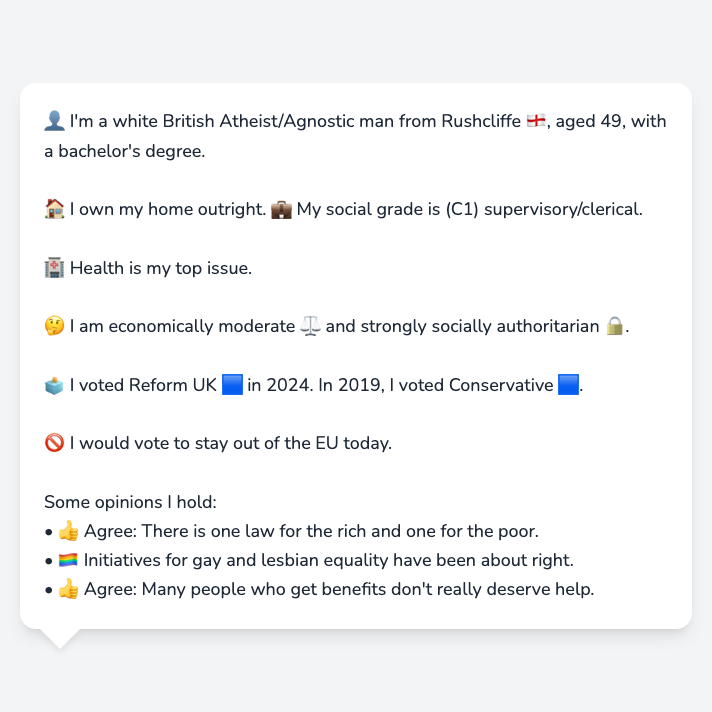 👤 I'm a white British Atheist/Agnostic man from Rushcliffe 🏴󠁧󠁢󠁥󠁮󠁧󠁿, aged 49, with
a bachelor's degree.
🏠 I own my home outright. 💼 My social grade is (C1) supervisory/clerical.
🏥 Health is my top issue.
🤔 I am economically moderate ⚖️ and strongly socially authoritarian 🔒.
🗳️ I voted Reform UK 🟦 in 2024. In 2019, I voted Conservative 🟦.
🚫 I would vote to stay out of the EU today.
Some opinions I hold:
• 👍 Agree: There is one law for the rich and one for the poor.
• 🏳️‍🌈 Initiatives for gay and lesbian equality have been about right.
• 👍 Agree: Many people who get benefits don't really deserve help.